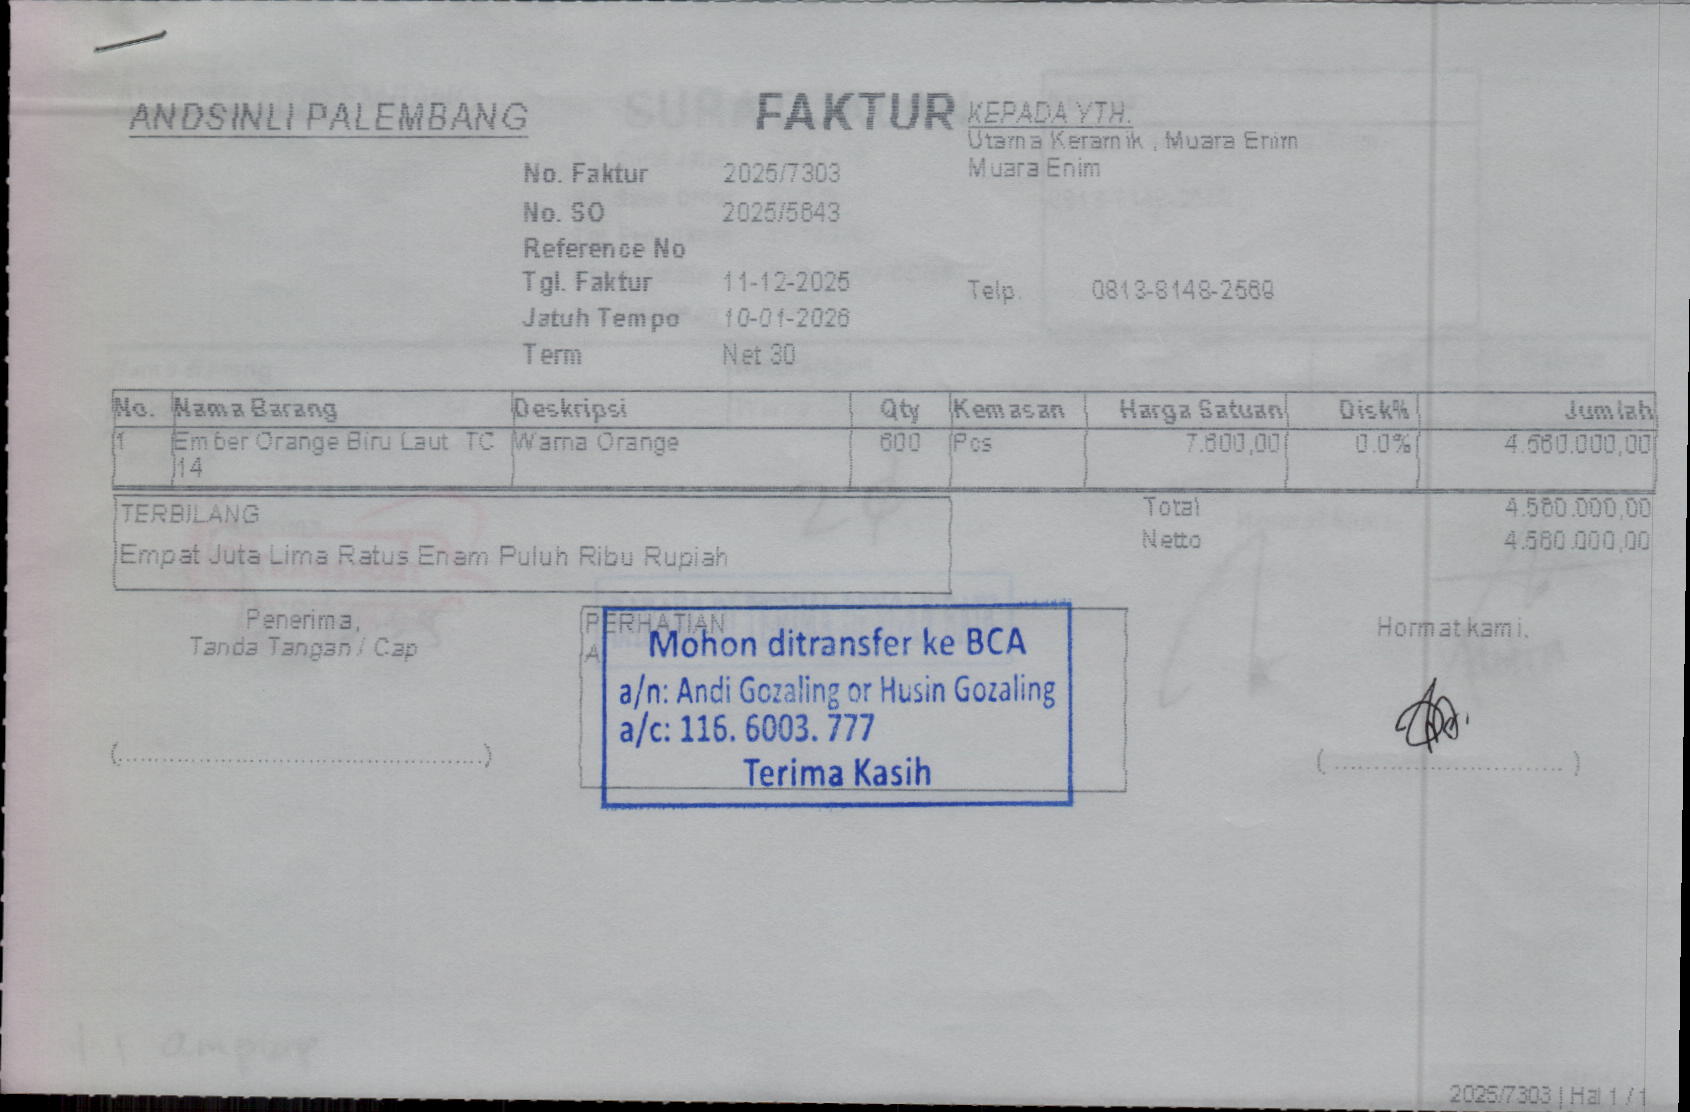 ANDSINLI PALEMBANG
FAKTUR
KEPADA YTH.
Utama Keramik , Muara Enim
Muara Enim
No. Faktur 2025/7303
No. SO 2025/5843
Reference No
Tgl. Faktur 11-12-2025
Telp. 0813-8148-2569
Jatuh Tempo 10-01-2026
Term Net 30
No. Nama Barang Deskripsi Qty Kemasan Harga Satuan Disk% Jumlah
1 Ember Orange Biru Laut TC Warna Orange 600 Pcs 7.600,00 0.0% 4.560.000,00
14
TERBILANG
Empat Juta Lima Ratus Enam Puluh Ribu Rupiah
Total 4.560.000,00
Netto 4.560.000,00
Penerima,
Tanda Tangan / Cap
PERHATIAN
Mohon ditransfer ke BCA
a/n: Andi Gozaling or Husin Gozaling
a/c: 116. 6003. 777
Terima Kasih
Hormat kami,
2025/7303 | Hal 1 / 1